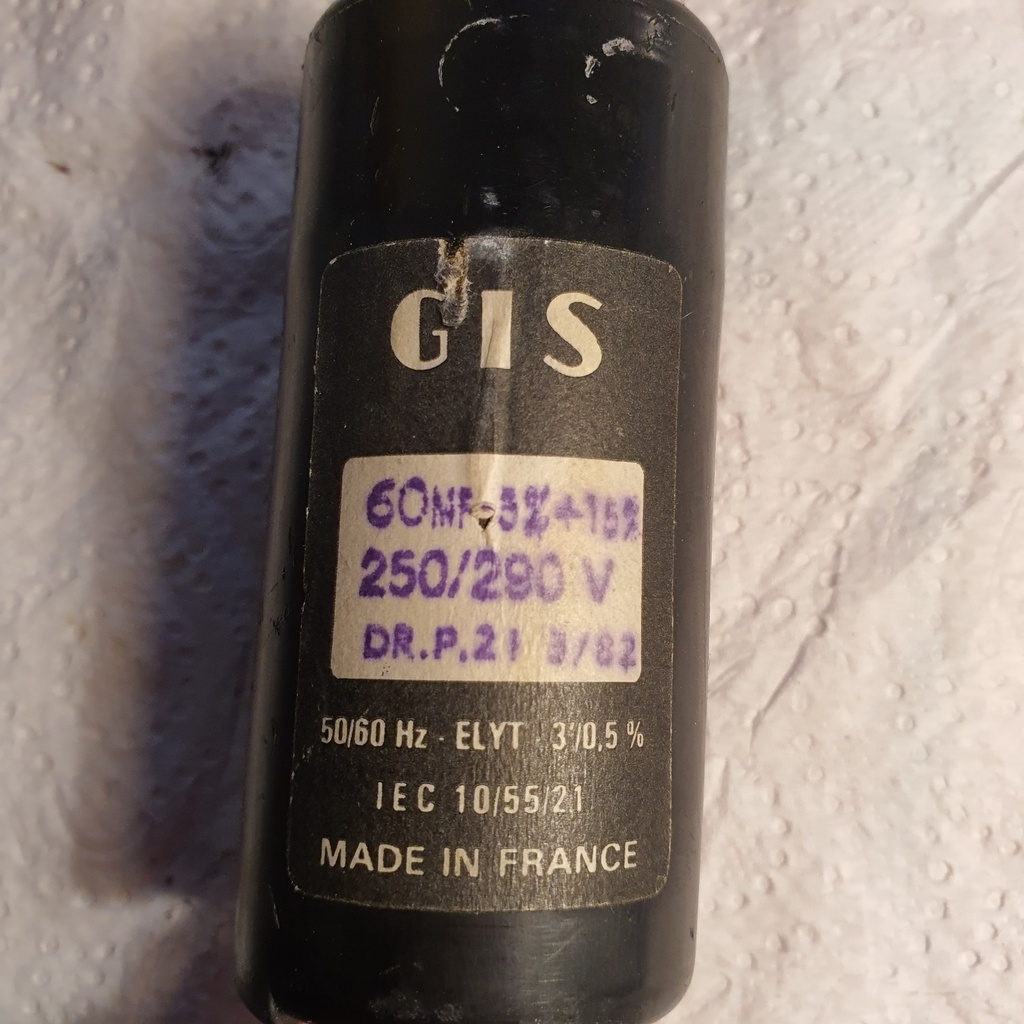 GIS
60MF-5%+15%
250/290 V
DR.P.21 3/82
50/60 Hz - ELYT - 3'/0,5 %
IEC 10/55/21
MADE IN FRANCE